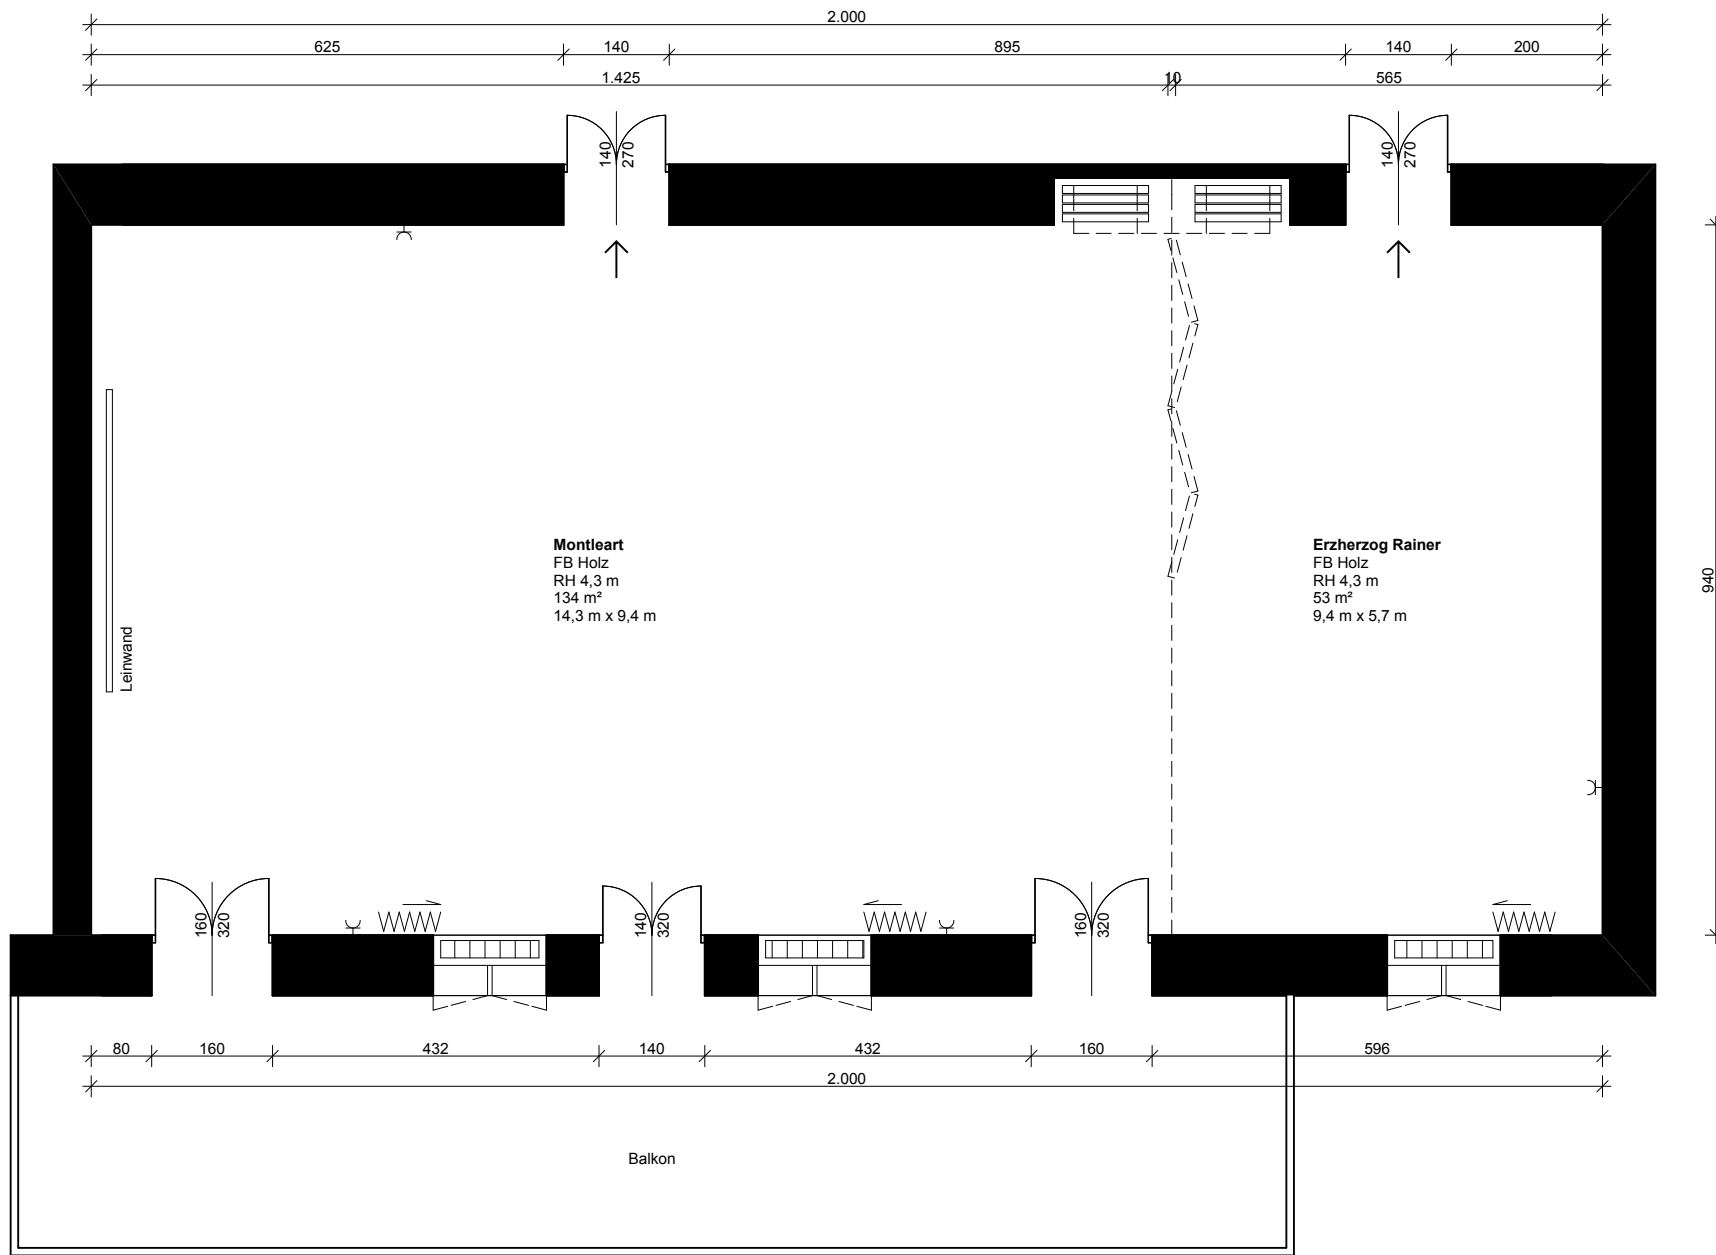 2.000
625 140 895 140 200
1.425 10 565
140
270
140
270
940
Montleart
FB Holz
RH 4,3 m
134 m²
14,3 m x 9,4 m
Erzherzog Rainer
FB Holz
RH 4,3 m
53 m²
9,4 m x 5,7 m
Leinwand
160
320
140
320
160
320
80 160 432 140 432 160 596
2.000
Balkon